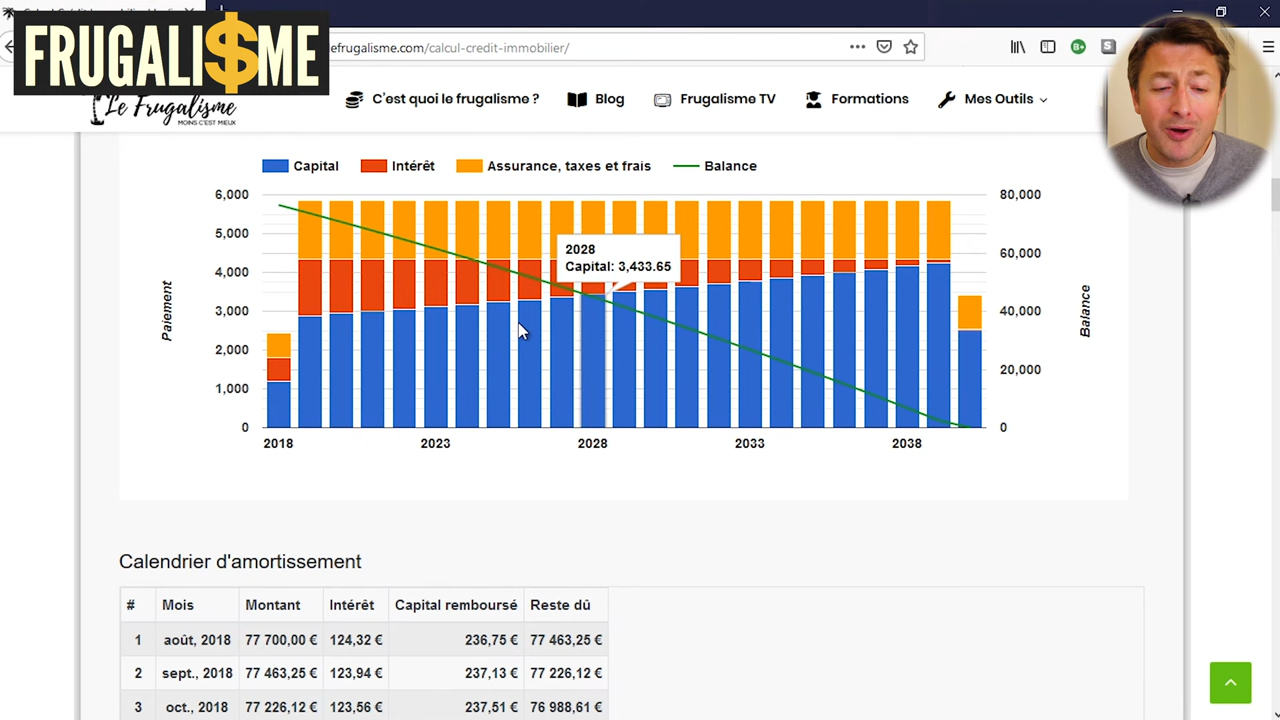 FRUGALI$ME
efrugalisme.com/calcul-credit-immobilier/
Le Frugalisme
MOINS C'EST MIEUX
C'est quoi le frugalisme ?
Blog
Frugalisme TV
Formations
Mes Outils
Capital
Intérêt
Assurance, taxes et frais
Balance
6,000
5,000
4,000
3,000
2,000
1,000
0
Paiement
80,000
60,000
40,000
20,000
0
Balance
2028
Capital: 3,433.65
2018
2023
2028
2033
2038
Calendrier d'amortissement
# Mois Montant Intérêt Capital remboursé Reste dû
1 août, 2018 77 700,00 € 124,32 € 236,75 € 77 463,25 €
2 sept., 2018 77 463,25 € 123,94 € 237,13 € 77 226,12 €
3 oct., 2018 77 226,12 € 123,56 € 237,51 € 76 988,61 €